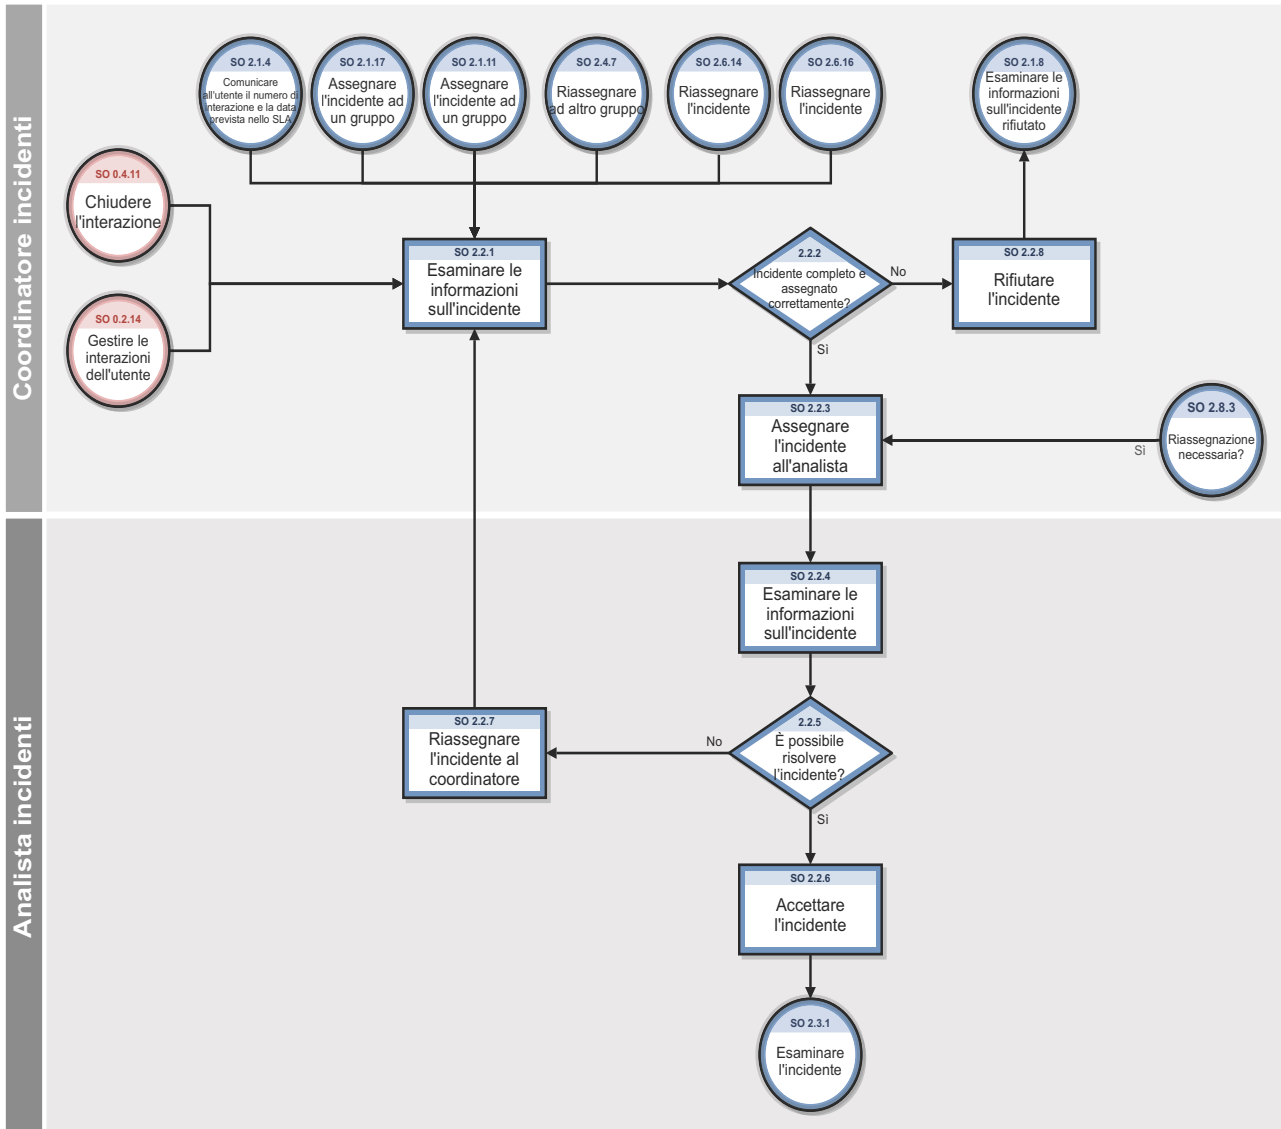 Coordinatore incidenti
SO 2.1.4
Comunicare
all'utente il numero di
interazione e la data
prevista nello SLA
SO 2.1.17
Assegnare
l'incidente ad
un gruppo
SO 2.1.11
Assegnare
l'incidente ad
un gruppo
SO 2.4.7
Riassegnare
ad altro gruppo
SO 2.6.14
Riassegnare
l'incidente
SO 2.6.16
Riassegnare
l'incidente
SO 2.1.8
Esaminare le
informazioni
sull'incidente
rifiutato
SO 0.4.11
Chiudere
l'interazione
SO 0.2.14
Gestire le
interazioni
dell'utente
SO 2.2.1
Esaminare le
informazioni
sull'incidente
2.2.2
Incidente completo e
assegnato
correttamente?
No
Sì
SO 2.2.8
Rifiutare
l'incidente
SO 2.2.3
Assegnare
l'incidente
all'analista
SO 2.8.3
Riassegnazione
necessaria?
Sì
Analista incidenti
SO 2.2.4
Esaminare le
informazioni
sull'incidente
2.2.5
È possibile
risolvere
l'incidente?
No
Sì
SO 2.2.7
Riassegnare
l'incidente al
coordinatore
SO 2.2.6
Accettare
l'incidente
SO 2.3.1
Esaminare
l'incidente